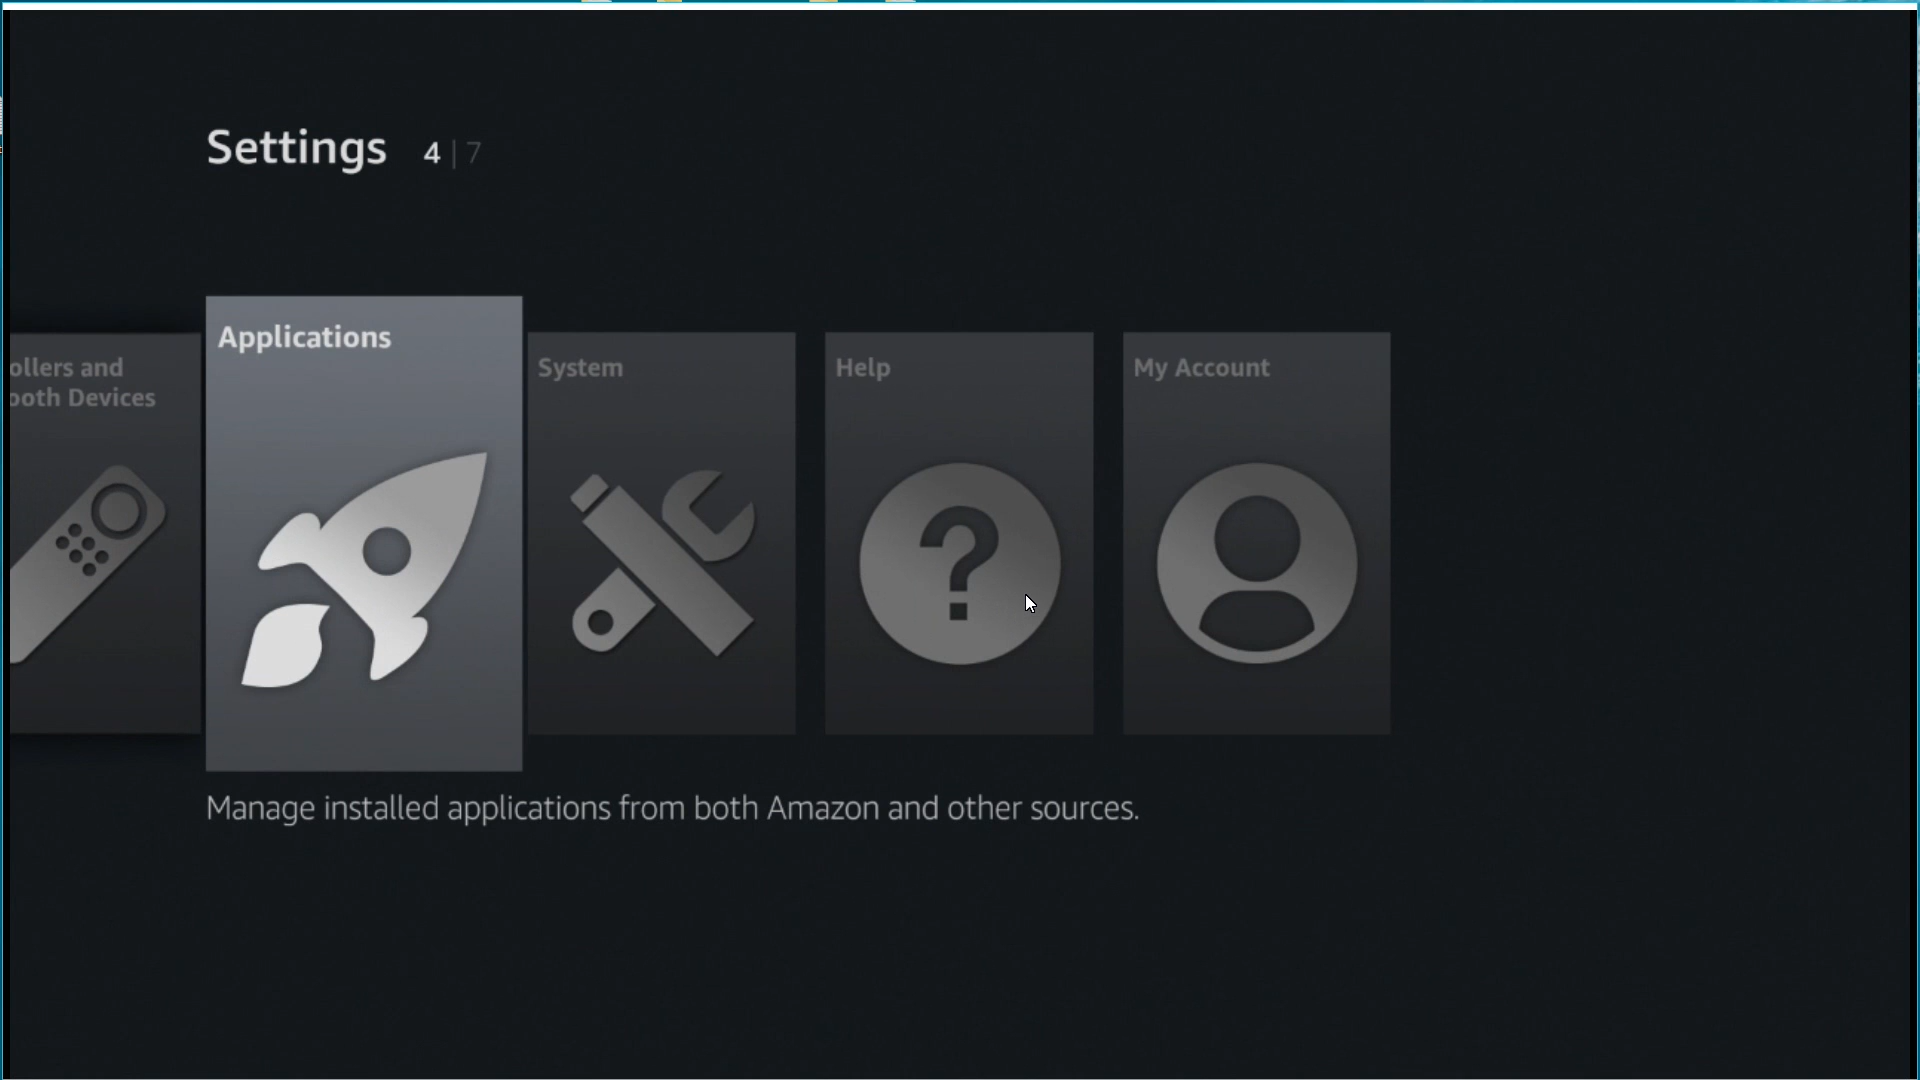 Settings 4 | 7
ollers and
ooth Devices
Applications
System
Help
My Account
Manage installed applications from both Amazon and other sources.